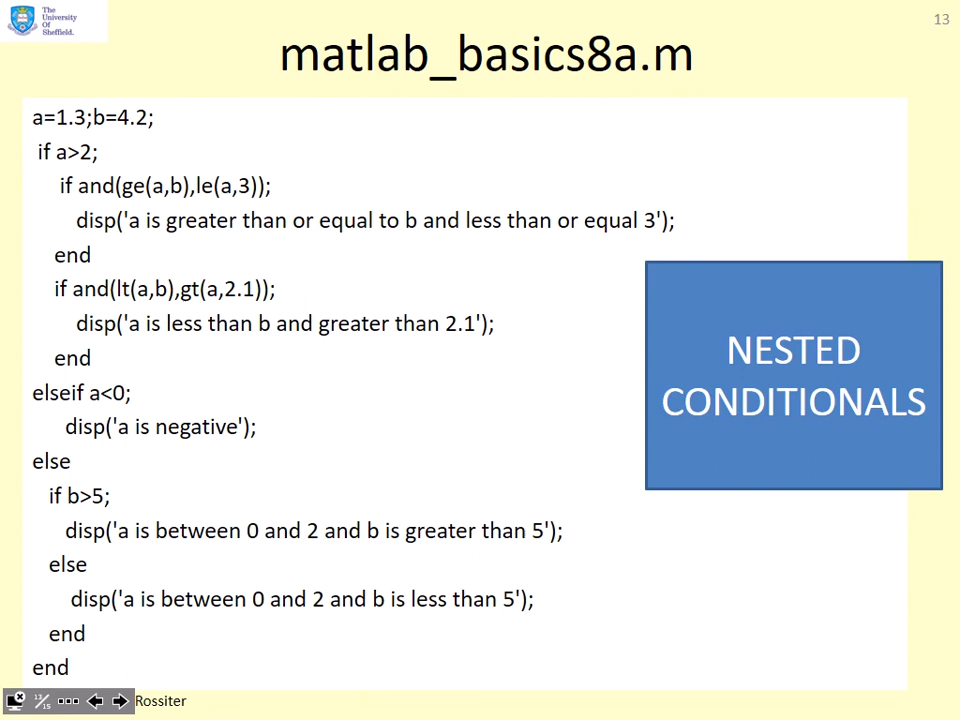 The
University
Of
Sheffield.
13
matlab_basics8a.m
a=1.3;b=4.2;
if a>2;
if and(ge(a,b),le(a,3));
disp('a is greater than or equal to b and less than or equal 3');
end
if and(lt(a,b),gt(a,2.1));
disp('a is less than b and greater than 2.1');
end
elseif a<0;
disp('a is negative');
else
if b>5;
disp('a is between 0 and 2 and b is greater than 5');
else
disp('a is between 0 and 2 and b is less than 5');
end
end
NESTED
CONDITIONALS
13/15
Rossiter